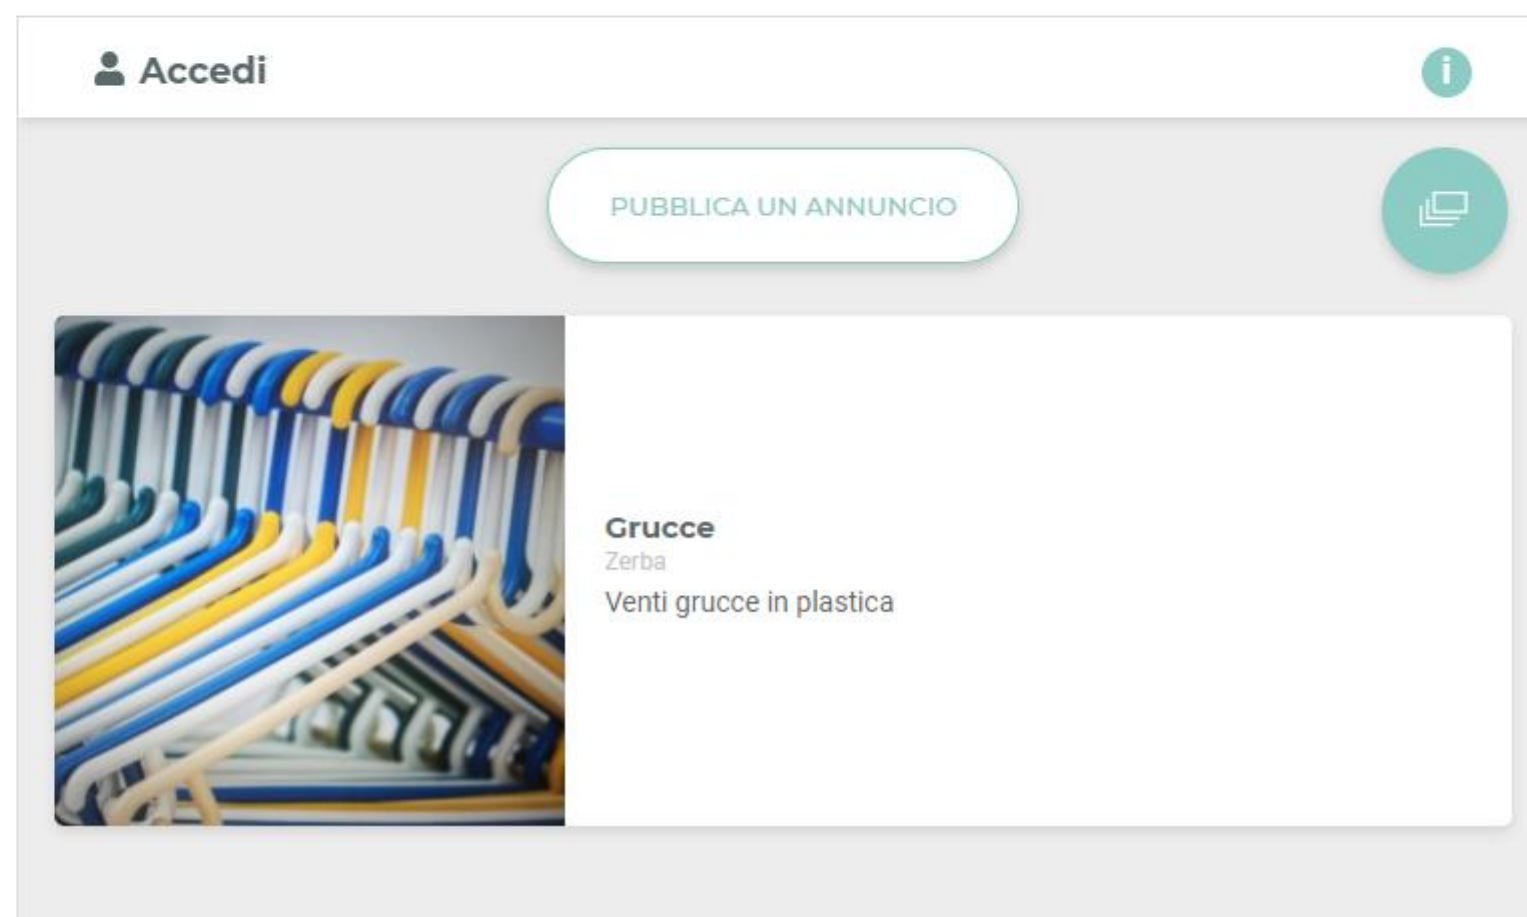 Accedi
i
PUBBLICA UN ANNUNCIO
Grucce
Zerba
Venti grucce in plastica